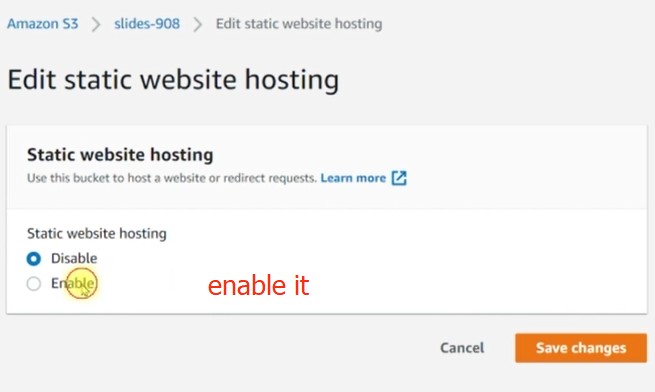 Amazon S3 > slides-908 > Edit static website hosting
Edit static website hosting
Static website hosting
Use this bucket to host a website or redirect requests. Learn more
Static website hosting
Disable
Enable enable it
Cancel Save changes